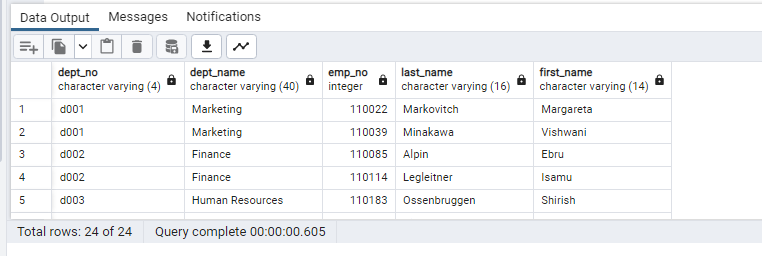 Data Output Messages Notifications
dept_no dept_name emp_no last_name first_name
character varying (4) character varying (40) integer character varying (16) character varying (14)
1 d001 Marketing 110022 Markovitch Margareta
2 d001 Marketing 110039 Minakawa Vishwani
3 d002 Finance 110085 Alpin Ebru
4 d002 Finance 110114 Legleitner Isamu
5 d003 Human Resources 110183 Ossenbruggen Shirish
Total rows: 24 of 24 Query complete 00:00:00.605